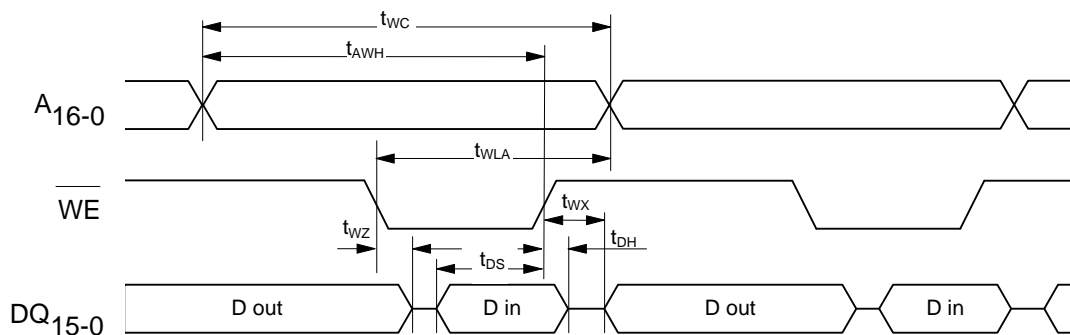 tWC
tAWH
A16-0
tWLA
WE
tWX
tWZ
tDH
tDS
DQ15-0 D out D in D out D in